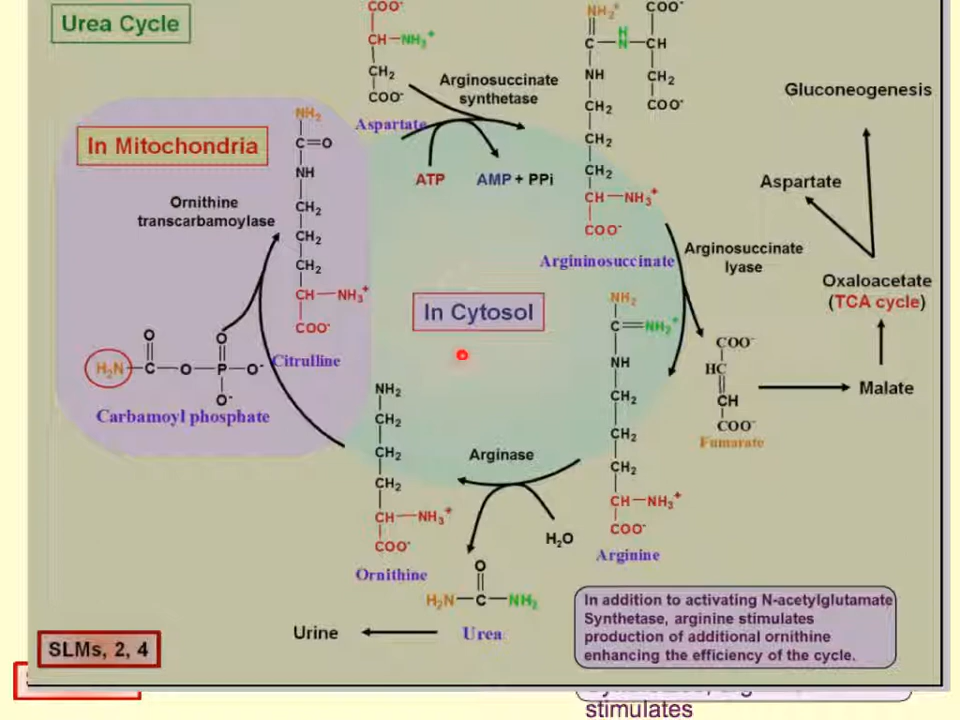 Urea Cycle
COO⁻
CH—NH₃⁺
CH₂
COO⁻
Aspartate
Arginosuccinate
synthetase
ATP
AMP + PPi
NH₂⁺
C
H
N
CH
COO⁻
NH
CH₂
CH₂
COO⁻
CH₂
CH₂
CH—NH₃⁺
COO⁻
Argininosuccinate
Gluconeogenesis
Aspartate
Oxaloacetate
(TCA cycle)
Malate
Arginosuccinate
lyase
COO⁻
HC
CH
COO⁻
Fumarate
In Mitochondria
Ornithine
transcarbamoylase
NH₂
C=O
NH
CH₂
CH₂
CH₂
CH—NH₃⁺
COO⁻
Citrulline
O
O
H₂N—C—O—P—O⁻
O⁻
Carbamoyl phosphate
In Cytosol
NH₂
C=NH₂⁺
NH
CH₂
CH₂
CH₂
CH—NH₃⁺
COO⁻
Arginine
Arginase
H₂O
NH₂
CH₂
CH₂
CH₂
CH—NH₃⁺
COO⁻
Ornithine
O
H₂N—C—NH₂
Urea
Urine
In addition to activating N-acetylglutamate
Synthetase, arginine stimulates
production of additional ornithine
enhancing the efficiency of the cycle.
SLMs, 2, 4
stimulates